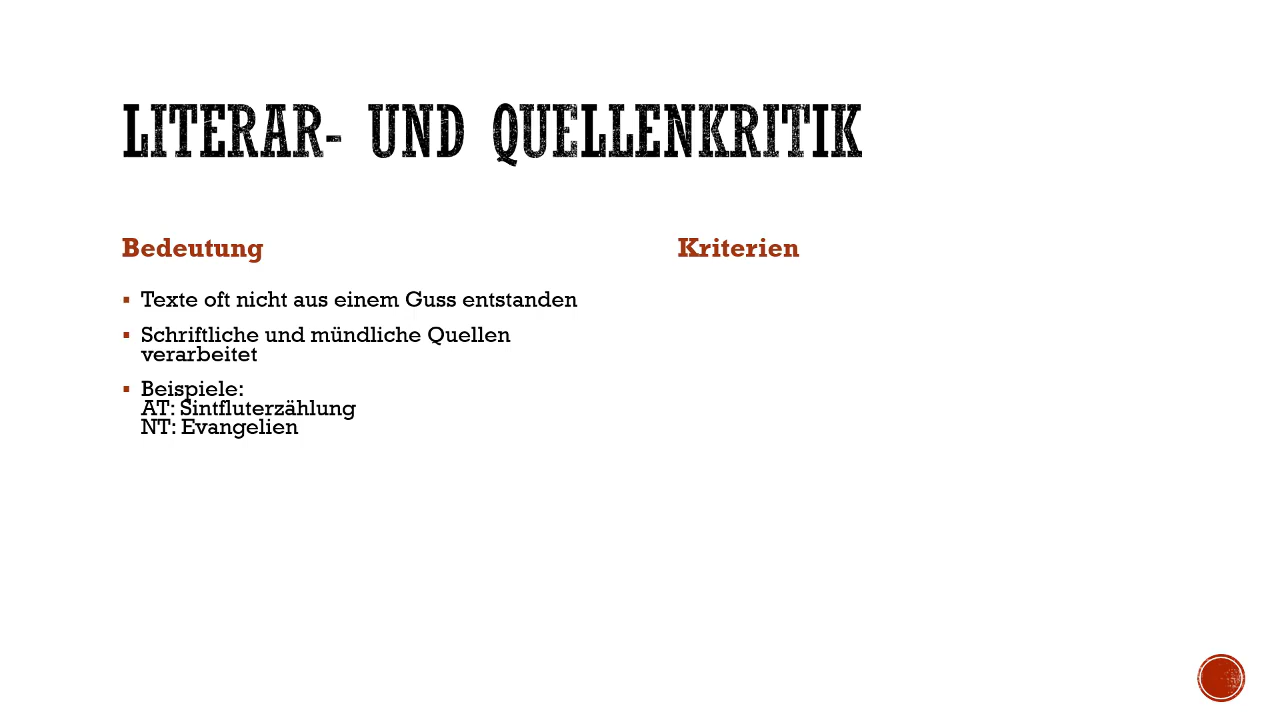 LITERAR- UND QUELLENKRITIK
Bedeutung
Texte oft nicht aus einem Guss entstanden
Schriftliche und mündliche Quellen
verarbeitet
Beispiele:
AT: Sintfluterzählung
NT: Evangelien
Kriterien